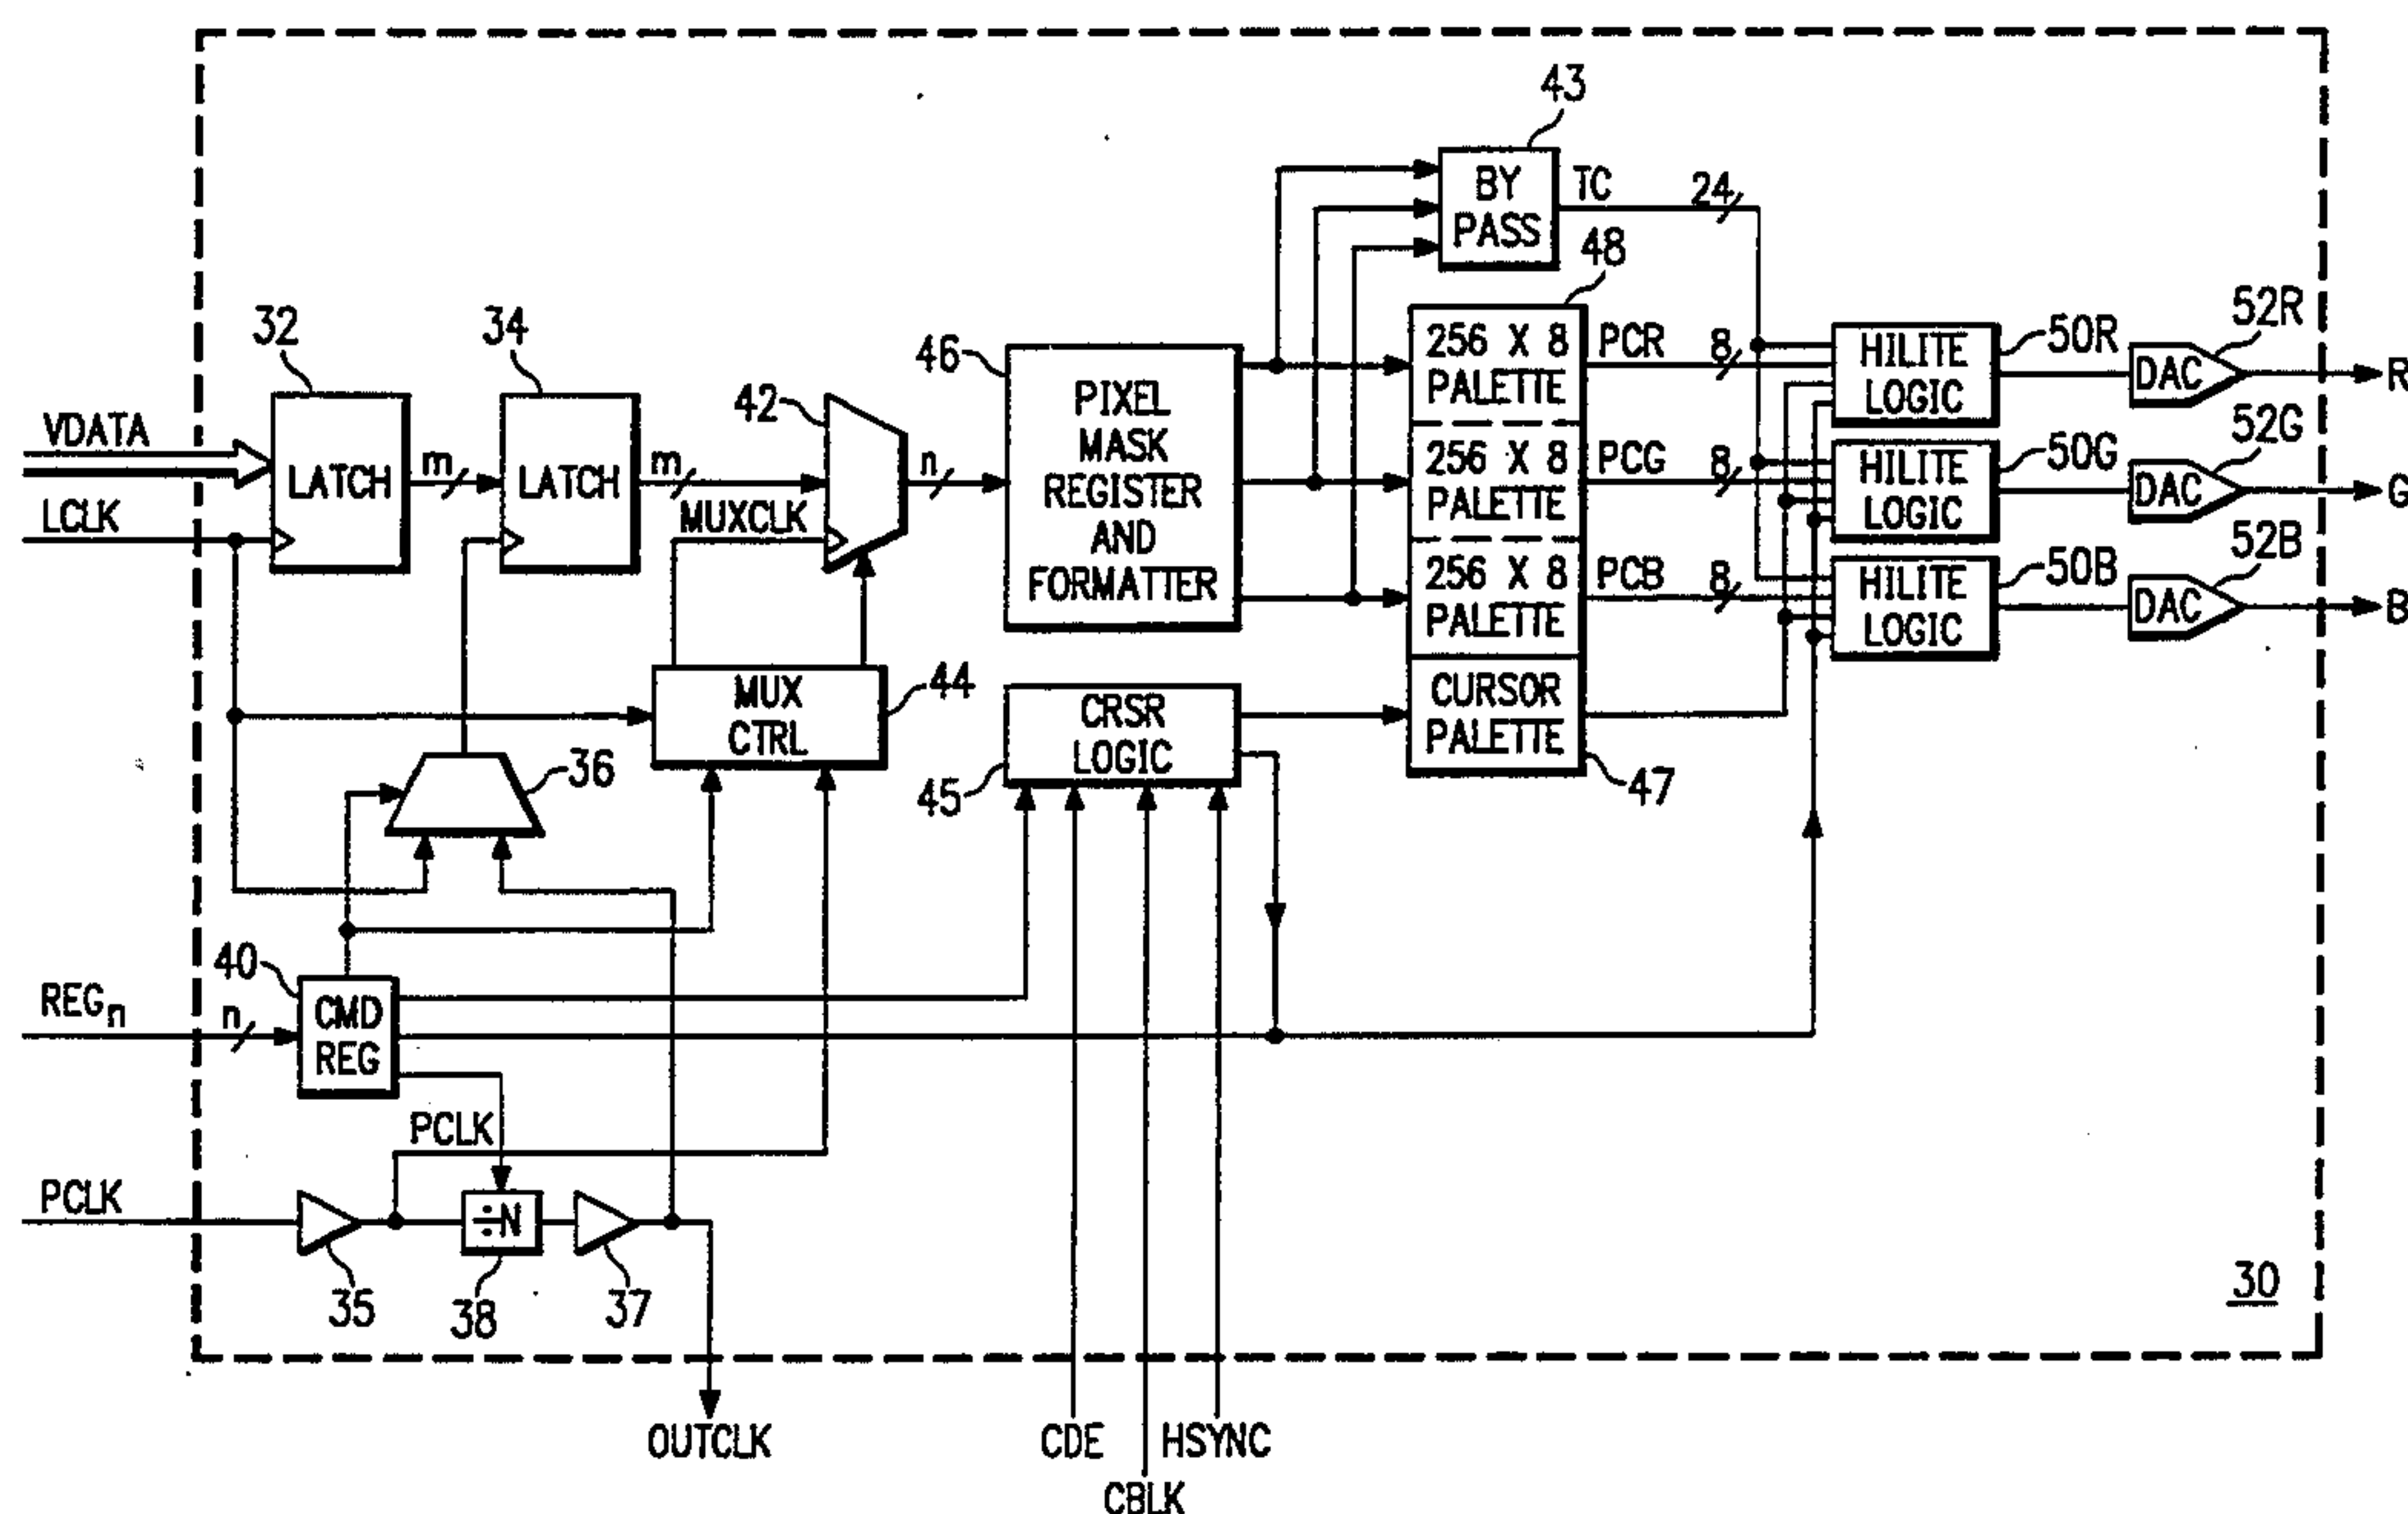 43
BY
PASS
TC
24
48
32
34
42
46
256 X 8
PALETTE
PCR
8
HILITE
LOGIC
50R
52R
DAC
R
VDATA
LATCH
m
LATCH
m
n
PIXEL
MASK
REGISTER
AND
FORMATTER
256 X 8
PALETTE
PCG
8
HILITE
LOGIC
50G
52G
DAC
G
LCLK
MUXCLK
256 X 8
PALETTE
PCB
8
HILITE
LOGIC
50B
52B
DAC
B
MUX
CTRL
44
CRSR
LOGIC
45
CURSOR
PALETTE
47
36
40
REGn
n
CMD
REG
PCLK
PCLK
÷N
35
38
37
30
OUTCLK
CDE
HSYNC
CBLK